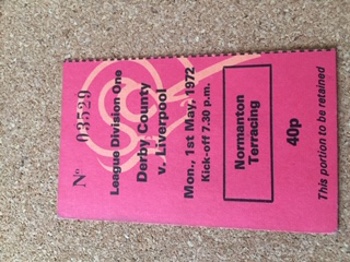 Nº 03529
League Division One
Derby County
v. Liverpool
Mon., 1st May, 1972
Kick-off 7.30 p.m.
Normanton
Terracing
40p
This portion to be retained